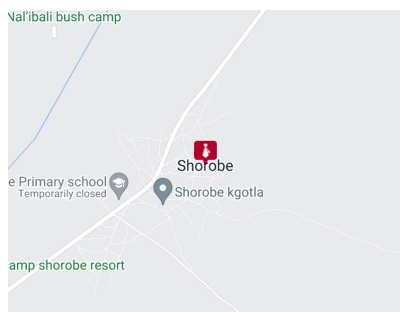 Nal'ibali bush camp
Shorobe
e Primary school
Temporarily closed
Shorobe kgotla
amp shorobe resort